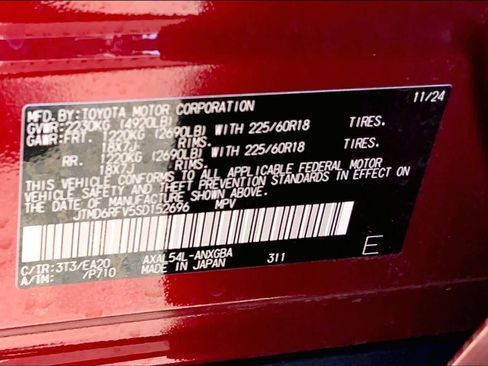 MFD.BY:TOYOTA MOTOR CORPORATION 11/24
GVWR:2230KG (4920LB)
GAWR:FRT. 1220KG (2690LB) WITH 225/60R18 TIRES.
18X7J RIMS.
RR. 1220KG (2690LB) WITH 225/60R18 TIRES.
18X7J RIMS.
THIS VEHICLE CONFORMS TO ALL APPLICABLE FEDERAL MOTOR
VEHICLE SAFETY AND THEFT PREVENTION STANDARDS IN EFFECT ON
THE DATE OF MANUFACTURE SHOWN ABOVE.
JTMD6RFV5SD152696 MPV
C/TR:3T3/EA20 AXAL54L-ANXGBA
A/TM: /P710 MADE IN JAPAN 311
E